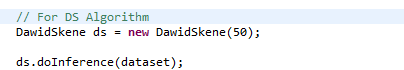 // For DS Algorithm
DawidSkene ds = new DawidSkene(50);
ds.doInference(dataset);